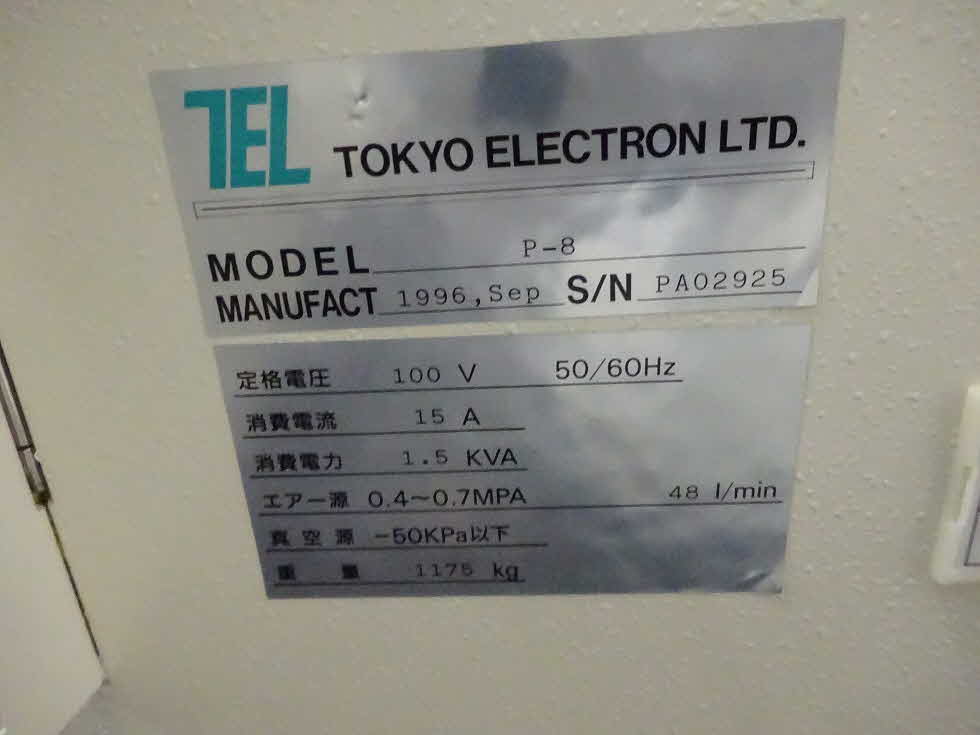 TEL TOKYO ELECTRON LTD.
MODEL P-8
MANUFACT 1996,Sep S/N PA02925
定格電圧 100 V 50/60Hz
消費電流 15 A
消費電力 1.5 KVA
エアー源 0.4～0.7MPA 48 l/min
真空源 -50KPa以下
重量 1175 kg